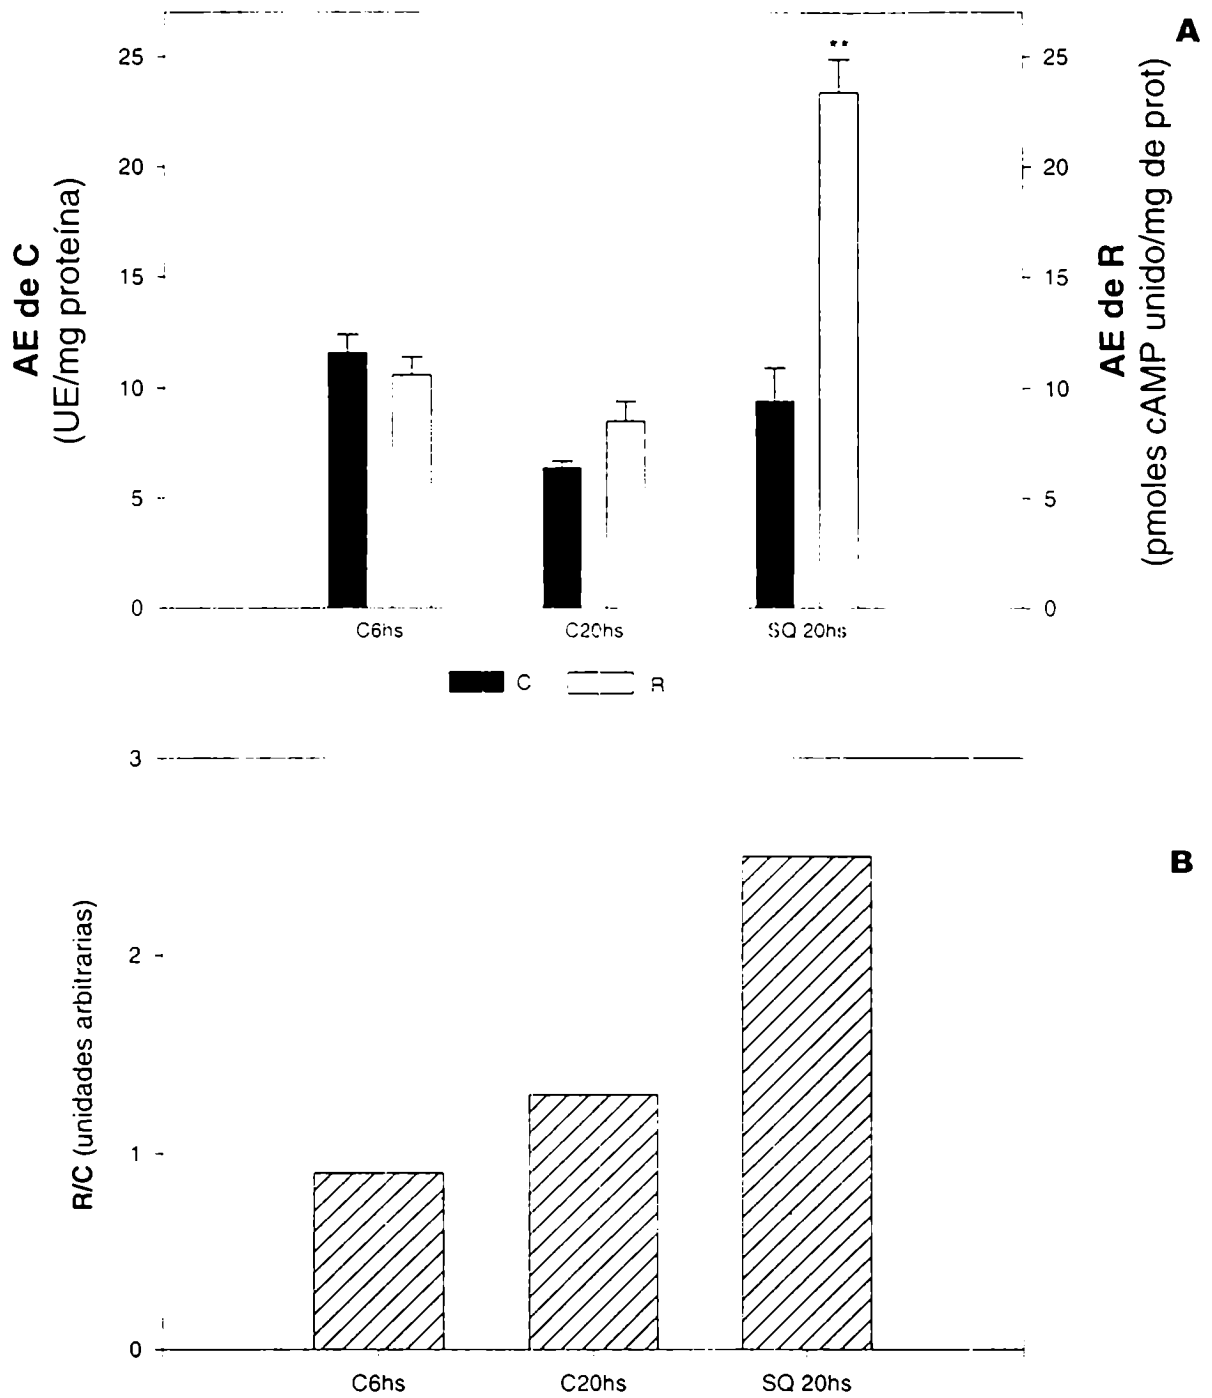 A
**
25
20
15
10
5
0
AE de C
(UE/mg proteína)
25
20
15
10
5
0
AE de R
(pmoles cAMP unido/mg de prot)
C6hs
C20hs
SQ 20hs
C
R
B
3
2
1
0
R/C (unidades arbitrarias)
C6hs
C20hs
SQ 20hs